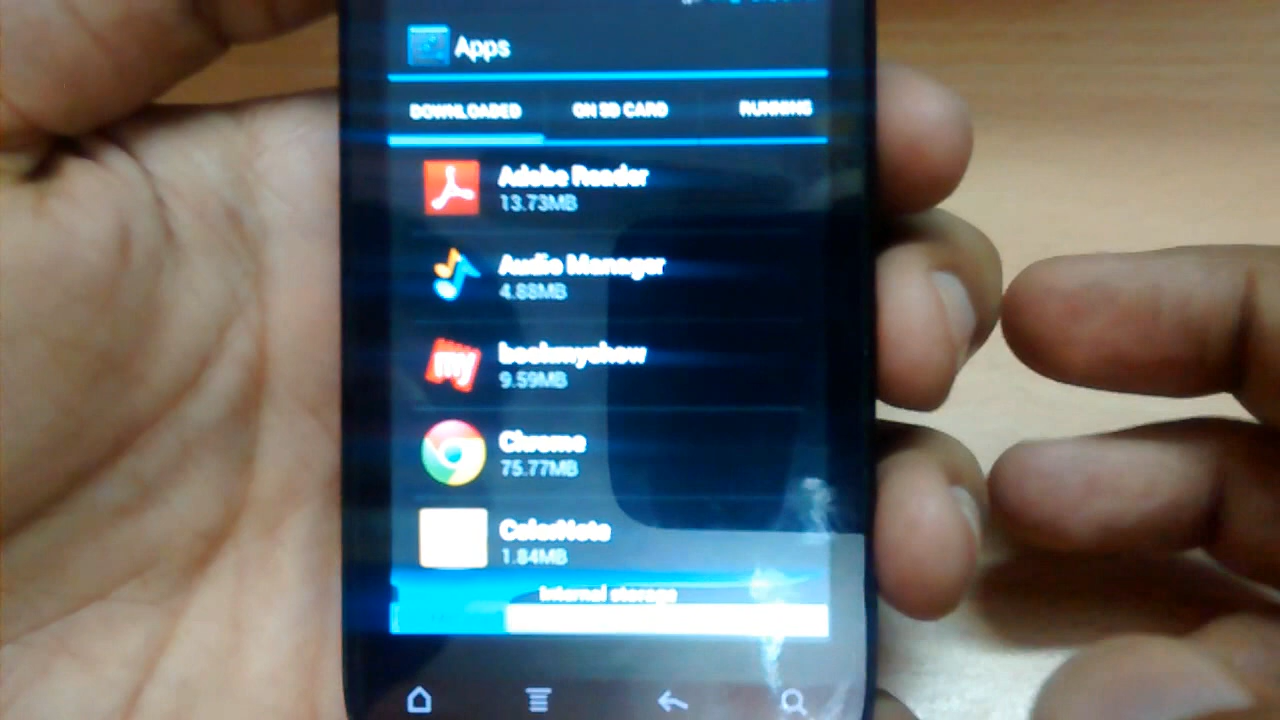 Apps
DOWNLOADED
ON SD CARD
RUNNING
Adobe Reader
13.73MB
Audio Manager
4.88MB
my
bookmyshow
9.59MB
Chrome
75.77MB
ColorNote
1.84MB
Internal storage